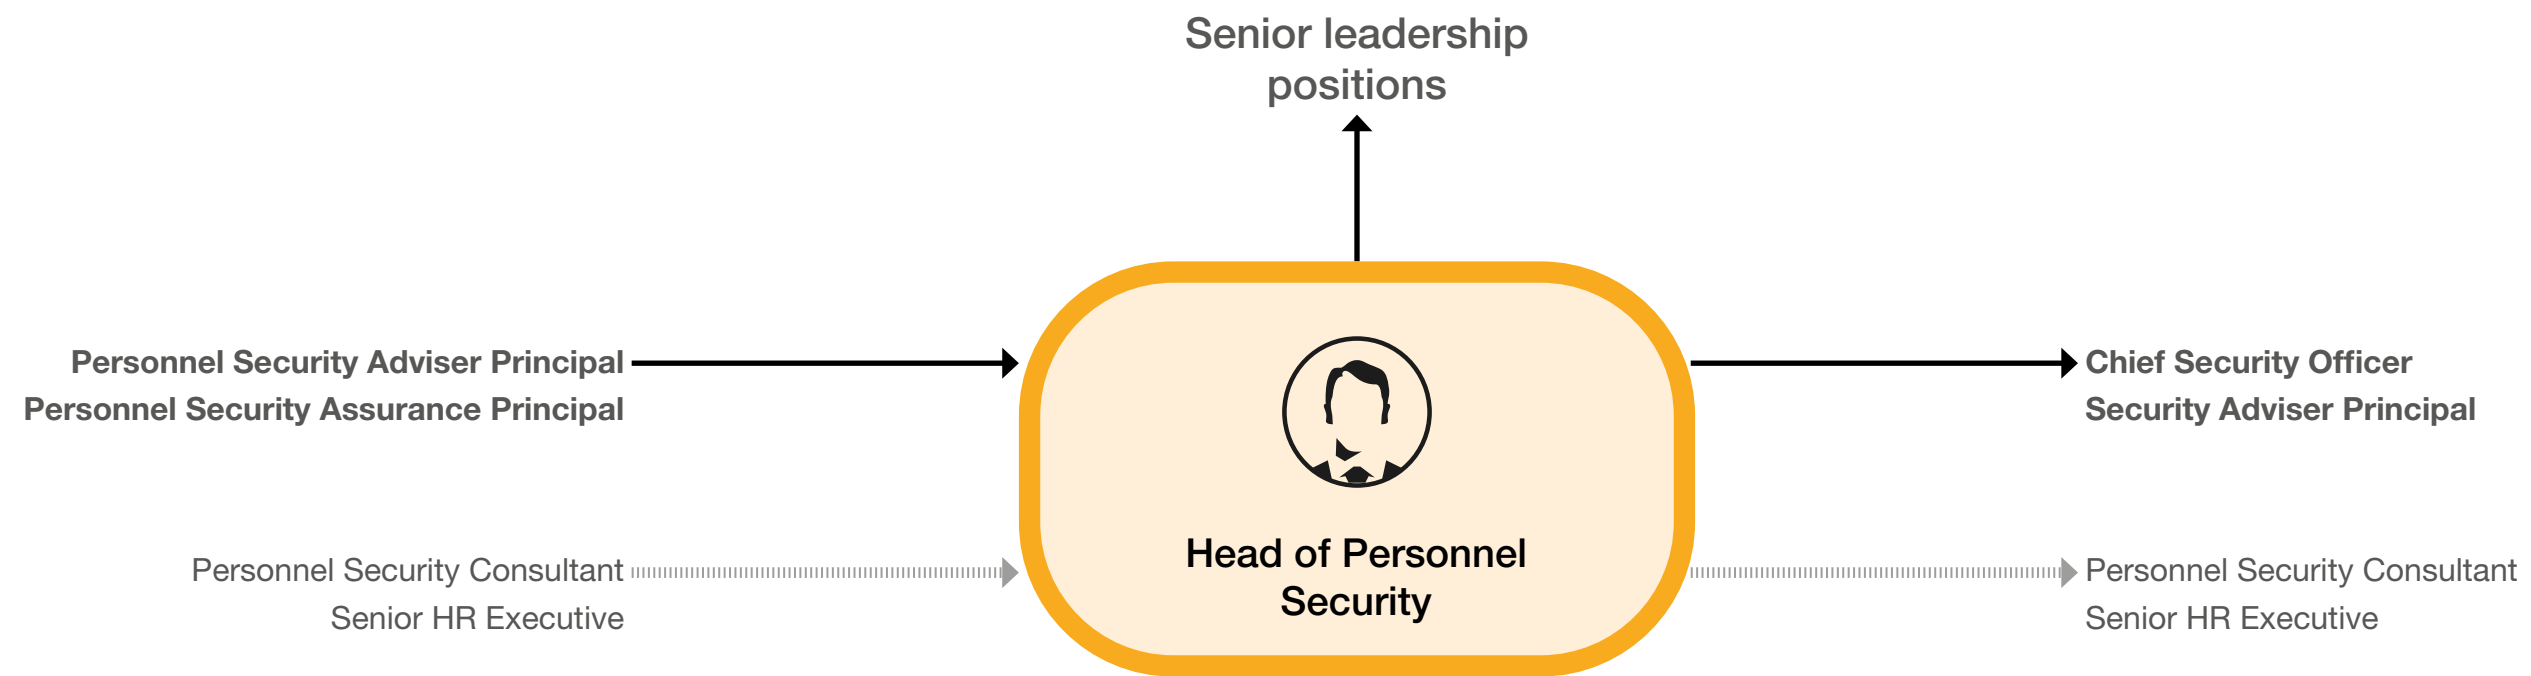 Senior leadership
positions
Personnel Security Adviser Principal
Personnel Security Assurance Principal
Personnel Security Consultant
Senior HR Executive
Head of Personnel
Security
Chief Security Officer
Security Adviser Principal
Personnel Security Consultant
Senior HR Executive